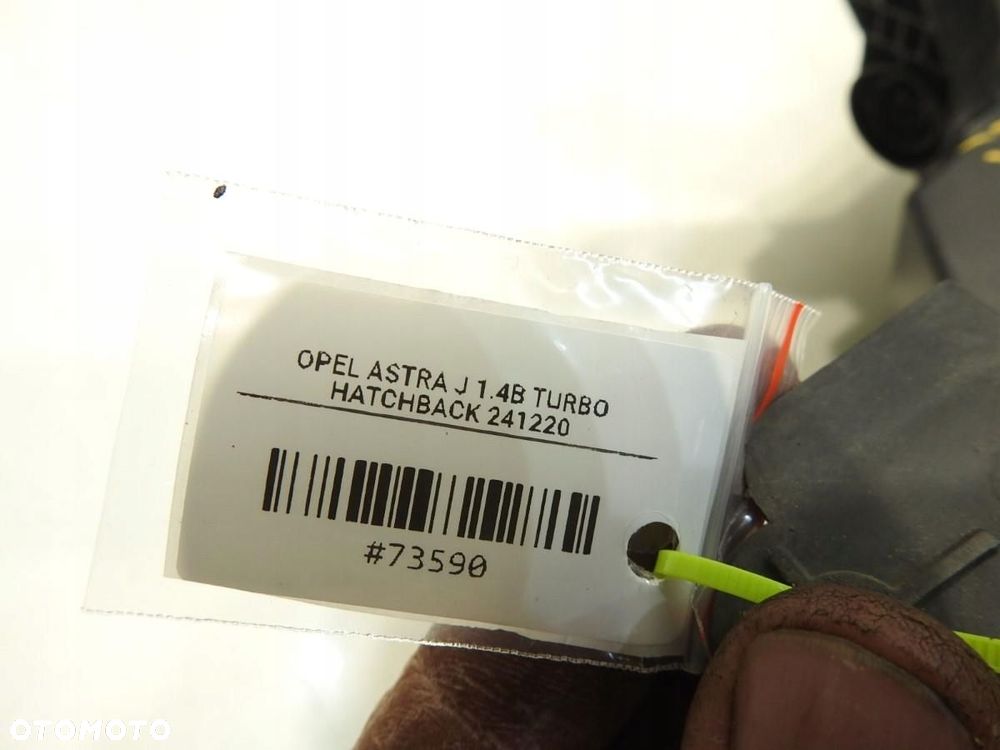 OPEL ASTRA J 1.4B TURBO
HATCHBACK 241220
#73590
OTOMOTO